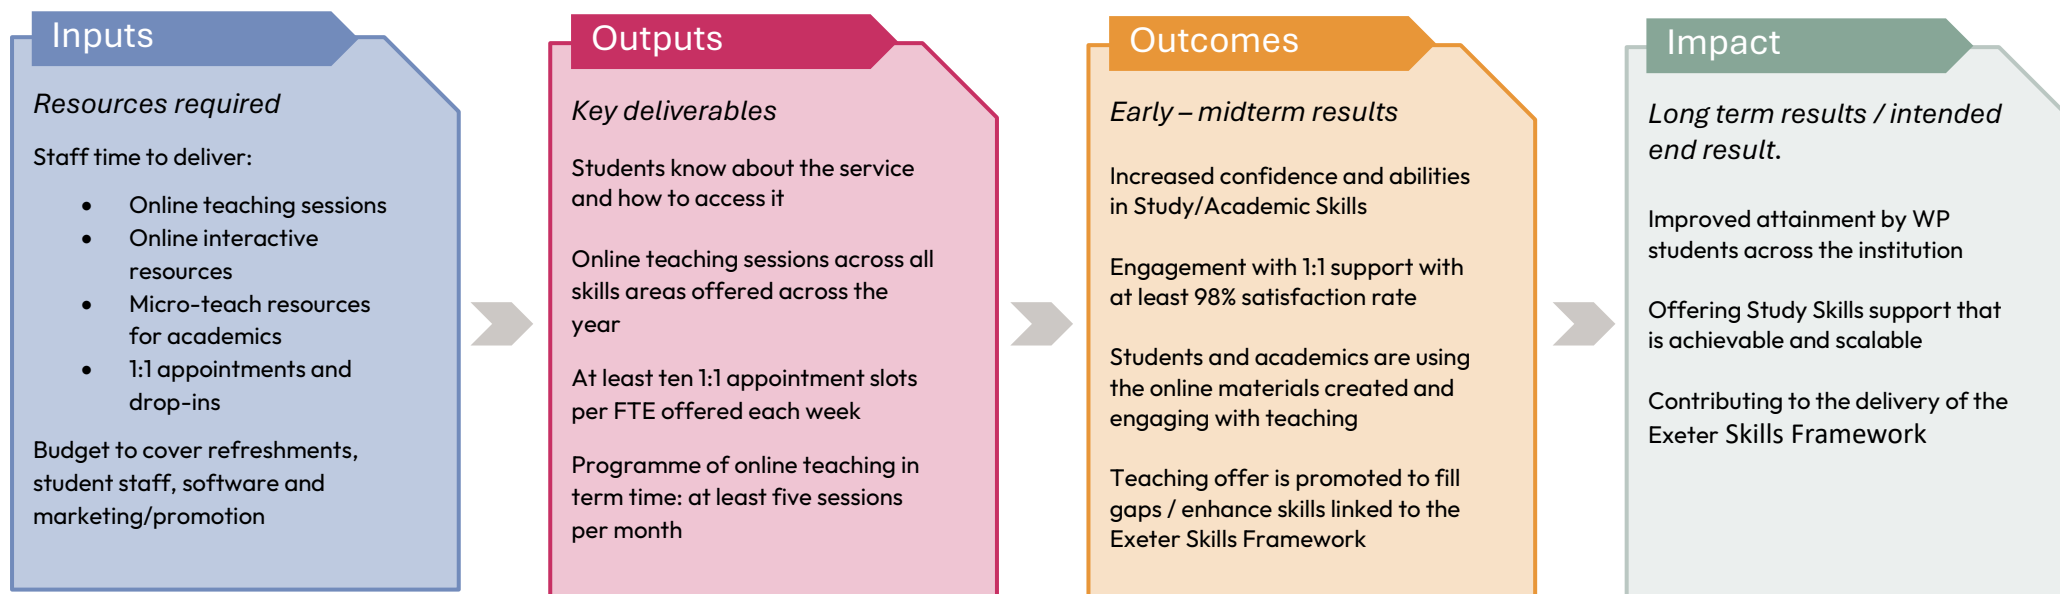 Inputs
Resources required
Staff time to deliver:
• Online teaching sessions
• Online interactive
resources
• Micro-teach resources
for academics
• 1:1 appointments and
drop-ins
Budget to cover refreshments,
student staff, software and
marketing/promotion
Outputs
Key deliverables
Students know about the service
and how to access it
Online teaching sessions across all
skills areas offered across the
year
At least ten 1:1 appointment slots
per FTE offered each week
Programme of online teaching in
term time: at least five sessions
per month
Outcomes
Early – midterm results
Increased confidence and abilities
in Study/Academic Skills
Engagement with 1:1 support with
at least 98% satisfaction rate
Students and academics are using
the online materials created and
engaging with teaching
Teaching offer is promoted to fill
gaps / enhance skills linked to the
Exeter Skills Framework
Impact
Long term results / intended
end result.
Improved attainment by WP
students across the institution
Offering Study Skills support that
is achievable and scalable
Contributing to the delivery of the
Exeter Skills Framework